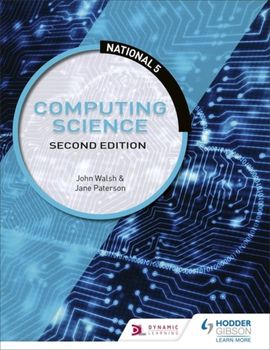 NATIONAL 5
COMPUTING
SCIENCE
SECOND EDITION
John Walsh &
Jane Paterson
DYNAMIC
LEARNING
HODDER
GIBSON
LEARN MORE